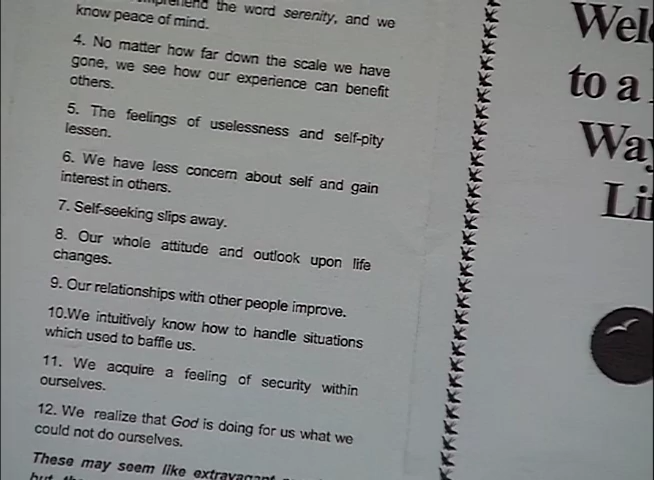 the word serenity, and we
know peace of mind.
4. No matter how far down the scale we have
gone, we see how our experience can benefit
others.
5. The feelings of uselessness and self-pity
lessen.
6. We have less concern about self and gain
interest in others.
7. Self-seeking slips away.
8. Our whole attitude and outlook upon life
changes.
9. Our relationships with other people improve.
10.We intuitively know how to handle situations
which used to baffle us.
11. We acquire a feeling of security within
ourselves.
12. We realize that God is doing for us what we
could not do ourselves.
These may seem like
to a